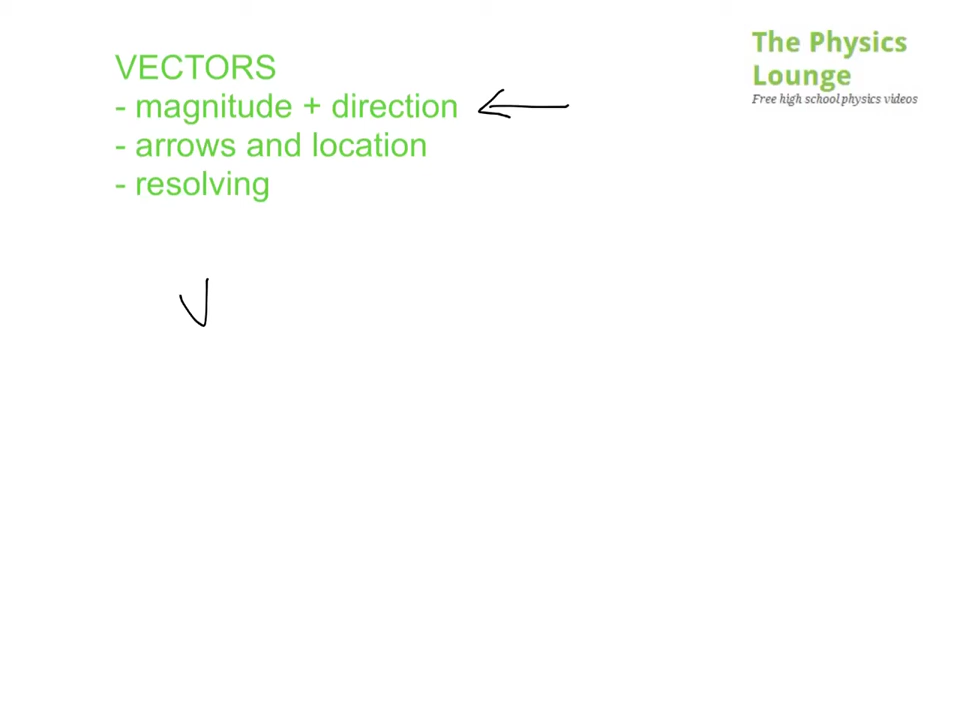 VECTORS
- magnitude + direction
- arrows and location
- resolving
The Physics
Lounge
Free high school physics videos
V